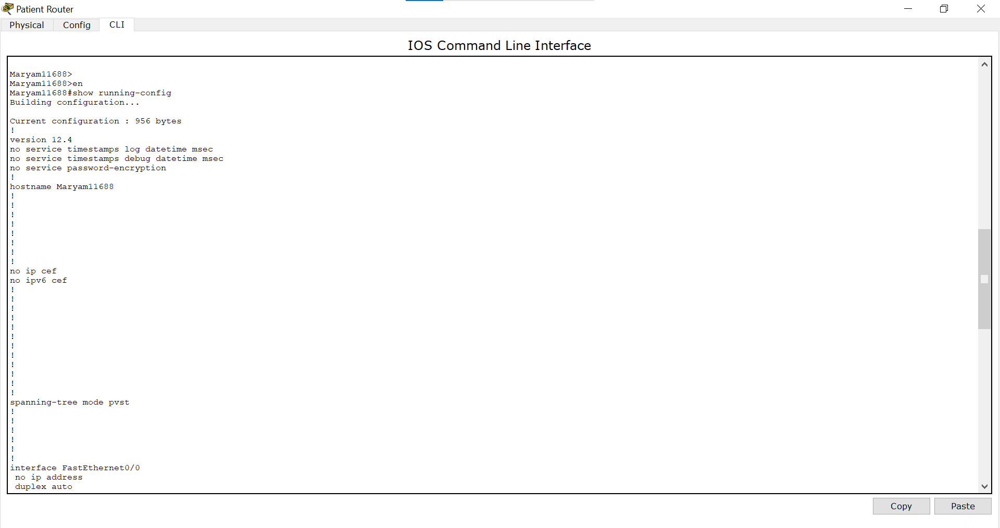 Patient Router
Physical Config CLI
IOS Command Line Interface
Maryam11688>
Maryam11688>en
Maryam11688#show running-config
Building configuration...
Current configuration : 956 bytes
!
version 12.4
no service timestamps log datetime msec
no service timestamps debug datetime msec
no service password-encryption
!
hostname Maryam11688
!
!
!
!
!
!
!
!
no ip cef
no ipv6 cef
!
!
!
!
!
!
!
!
!
!
!
!
spanning-tree mode pvst
!
!
!
!
!
!
interface FastEthernet0/0
no ip address
duplex auto
Copy Paste